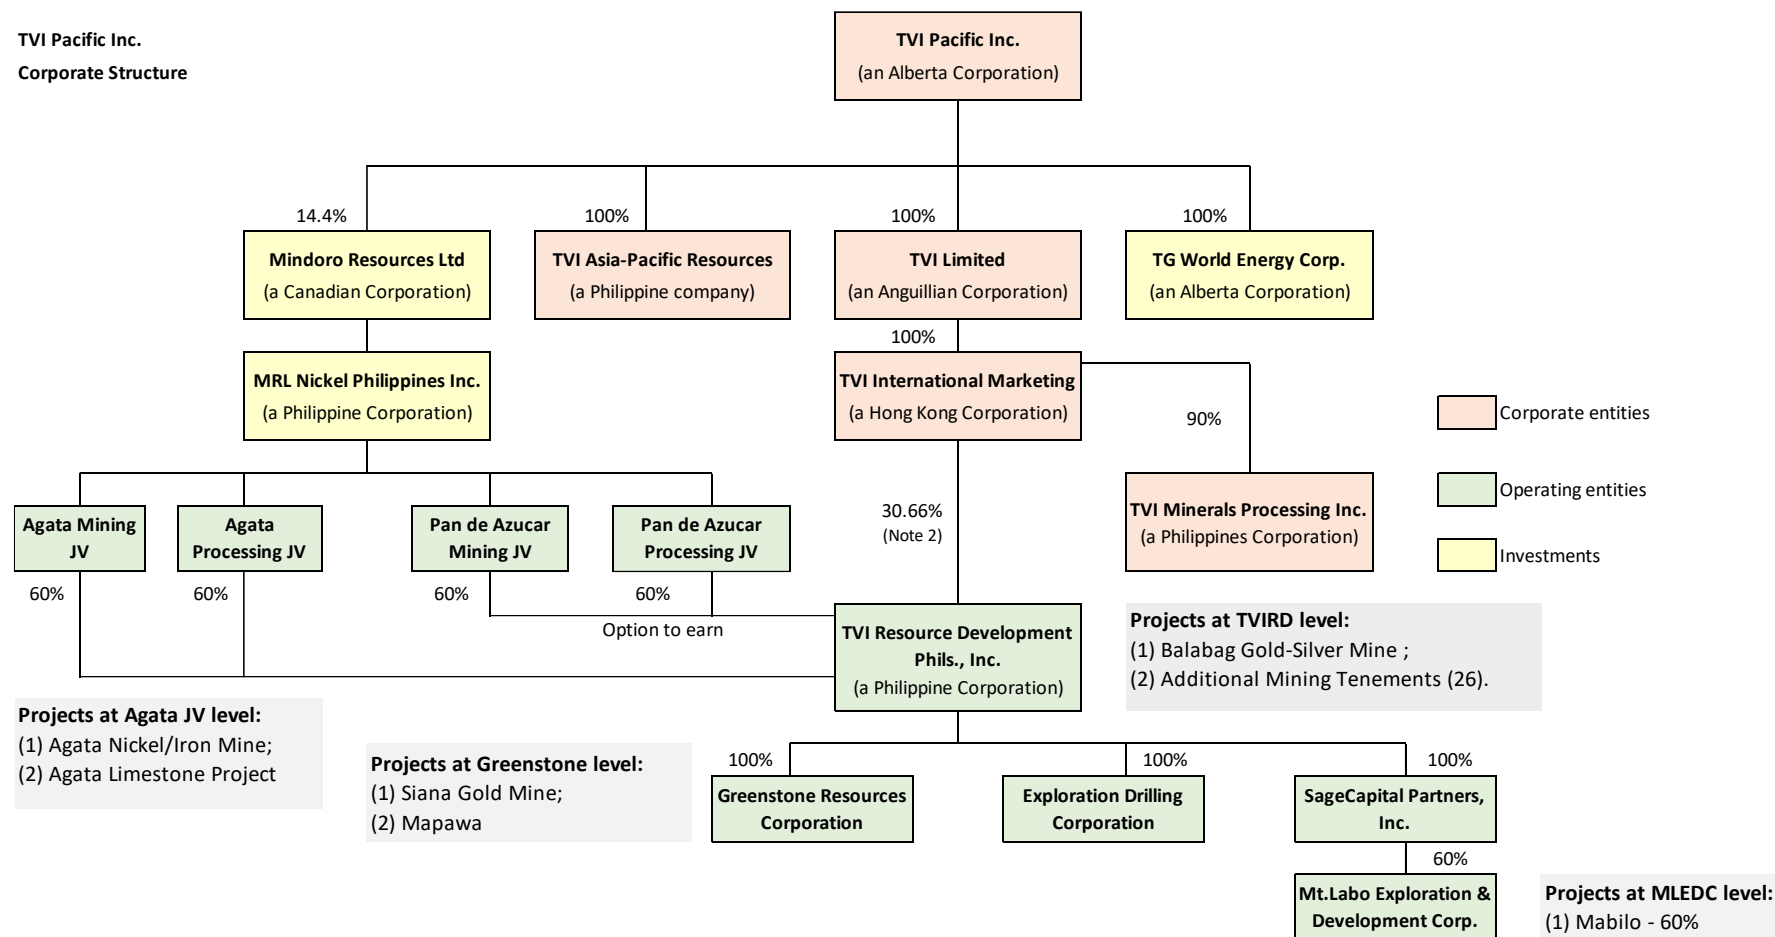 TVI Pacific Inc.
Corporate Structure
TVI Pacific Inc.
(an Alberta Corporation)
14.4%
100%
100%
100%
Mindoro Resources Ltd
(a Canadian Corporation)
TVI Asia-Pacific Resources
(a Philippine company)
TVI Limited
(an Anguillian Corporation)
TG World Energy Corp.
(an Alberta Corporation)
100%
MRL Nickel Philippines Inc.
(a Philippine Corporation)
TVI International Marketing
(a Hong Kong Corporation)
90%
Corporate entities
Operating entities
Investments
Agata Mining
JV
Agata
Processing JV
Pan de Azucar
Mining JV
Pan de Azucar
Processing JV
30.66%
(Note 2)
TVI Minerals Processing Inc.
(a Philippines Corporation)
60%
60%
60%
60%
Option to earn
TVI Resource Development
Phils., Inc.
(a Philippine Corporation)
Projects at TVIRD level:
(1) Balabag Gold-Silver Mine ;
(2) Additional Mining Tenements (26).
Projects at Agata JV level:
(1) Agata Nickel/Iron Mine;
(2) Agata Limestone Project
Projects at Greenstone level:
(1) Siana Gold Mine;
(2) Mapawa
100%
100%
100%
Greenstone Resources
Corporation
Exploration Drilling
Corporation
SageCapital Partners,
Inc.
60%
Mt.Labo Exploration &
Development Corp.
Projects at MLEDC level:
(1) Mabilo - 60%